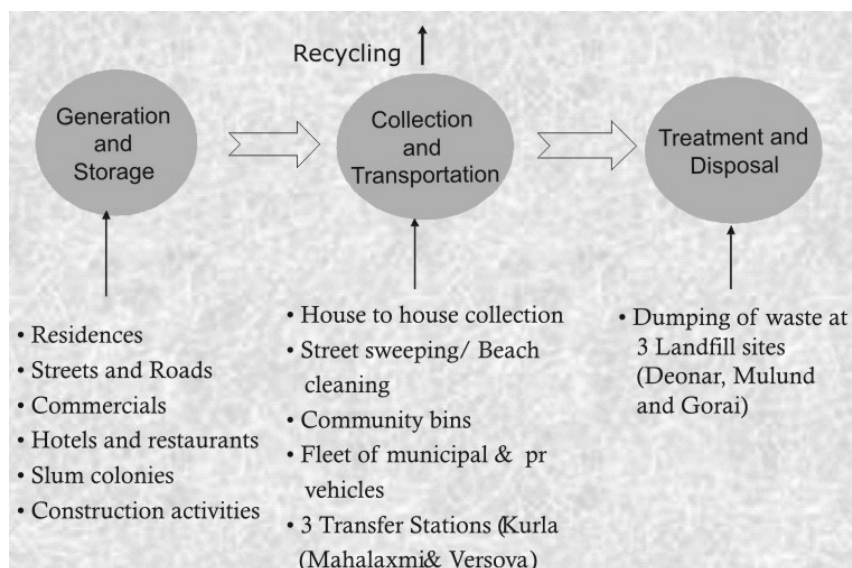 Recycling
Generation
and
Storage
Collection
and
Transportation
Treatment and
Disposal
• Residences
• Streets and Roads
• Commercials
• Hotels and restaurants
• Slum colonies
• Construction activities
• House to house collection
• Street sweeping/ Beach
cleaning
• Community bins
• Fleet of municipal & pr
vehicles
• 3 Transfer Stations (Kurla
(Mahalaxmi& Versova)
• Dumping of waste at
3 Landfill sites
(Deonar, Mulund
and Gorai)